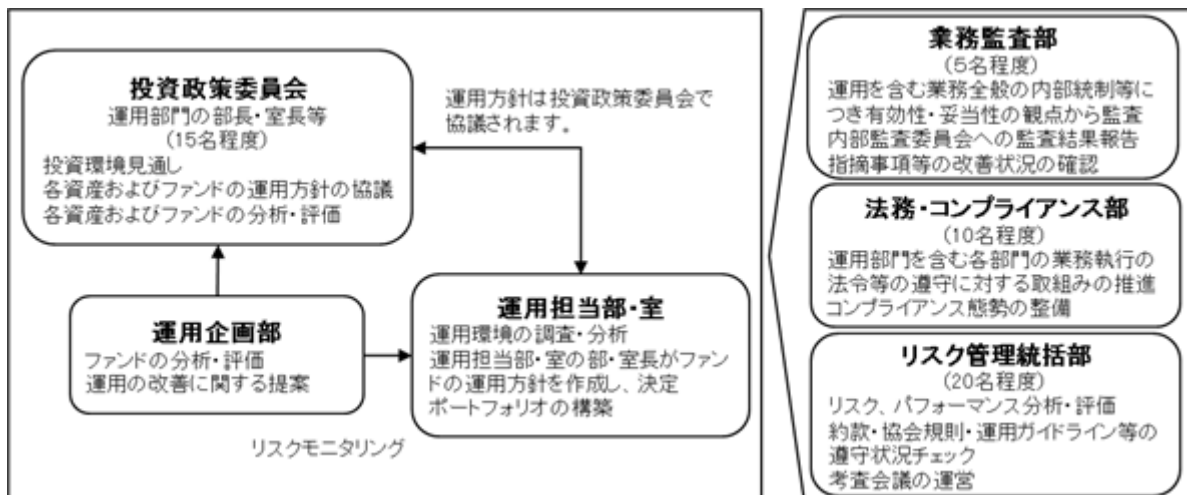 投資政策委員会
運用部門の部長・室長等
(15名程度)
投資環境見通し
各資産およびファンドの運用方針の協議
各資産およびファンドの分析・評価
運用方針は投資政策委員会で
協議されます。
運用企画部
ファンドの分析・評価
運用の改善に関する提案
運用担当部・室
運用環境の調査・分析
運用担当部・室の部・室長がファン
ドの運用方針を作成し、決定
ポートフォリオの構築
リスクモニタリング
業務監査部
(5名程度)
運用を含む業務全般の内部統制等に
つき有効性・妥当性の観点から監査
内部監査委員会への監査結果報告
指摘事項等の改善状況の確認
法務・コンプライアンス部
(10名程度)
運用部門を含む各部門の業務執行の
法令等の遵守に対する取組みの推進
コンプライアンス態勢の整備
リスク管理統括部
(20名程度)
リスク、パフォーマンス分析・評価
約款・協会規則・運用ガイドライン等の
遵守状況チェック
考査会議の運営